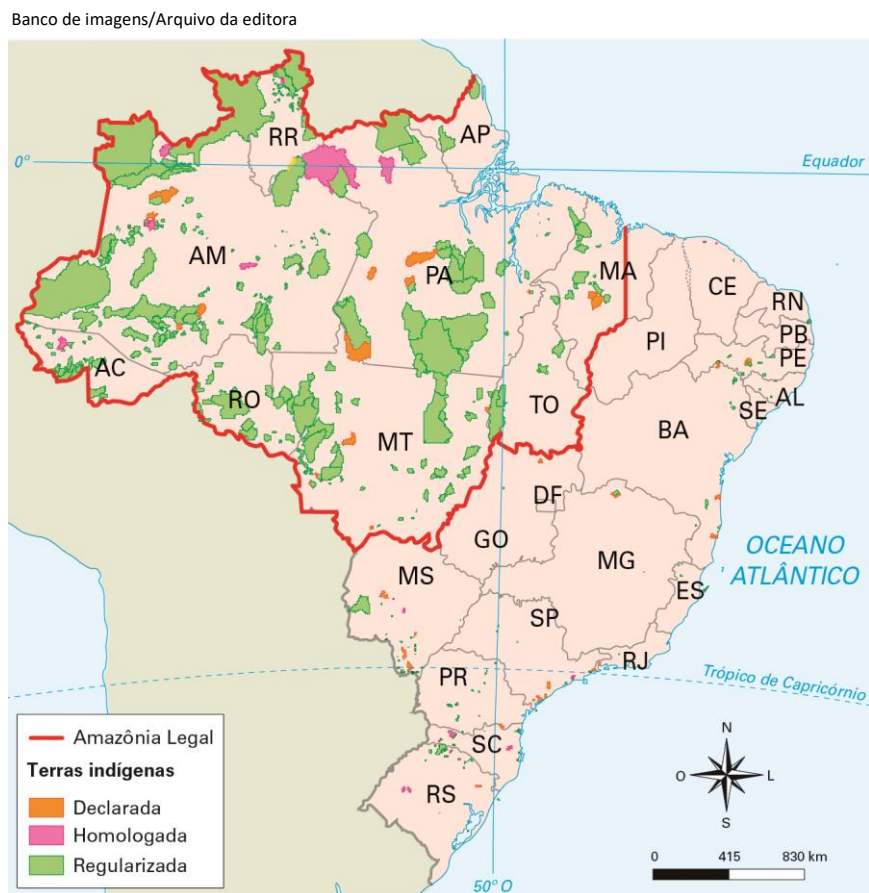 Banco de imagens/Arquivo da editora
RR
AP
0°
Equador
AM
PA
MA
CE
RN
PB
PE
PI
AL
SE
AC
RO
TO
BA
MT
DF
GO
MG
OCEANO
ATLÂNTICO
MS
ES
SP
RJ
PR
Trópico de Capricórnio
SC
RS
Amazônia Legal
Terras indígenas
Declarada
Homologada
Regularizada
N
O
L
S
0 415 830 km
50° O